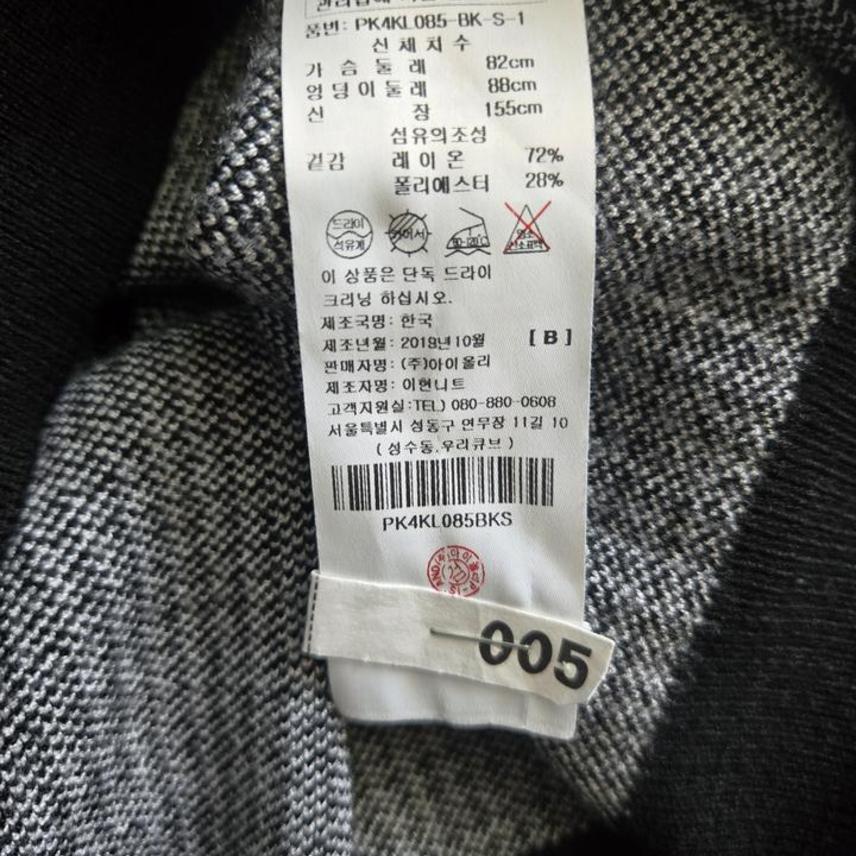 품번: PK4KL085-BK-S-1
신 체 치 수
가 슴 둘 레 82cm
엉덩이둘레 88cm
신 장 155cm
섬유의조성
겉감 레 이 온 72%
폴리에스터 28%
드라이
석유계
이 상품은 단독 드라이
크리닝 하십시오.
제조국명: 한국
제조년월: 2019년10월 [ B ]
판매자명: (주)아이올리
제조자명: 이현니트
고객지원실:TEL) 080-880-0608
서울특별시 성동구 연무장 11길 10
( 성수동,우리큐브 )
PK4KL085BKS
005